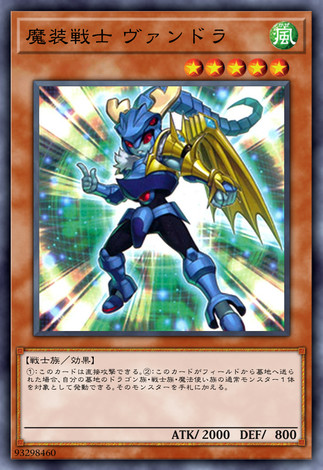 魔装戦士 ヴァンドラ
風
【戦士族／効果】
①：このカードは直接攻撃できる。②：このカードがフィールドから墓地へ送
られた場合、自分の墓地のドラゴン族・戦士族・魔法使い族の通常モンスター１体
を対象として発動できる。そのモンスターを手札に加える。
ATK/ 2000 DEF/ 800
93298460